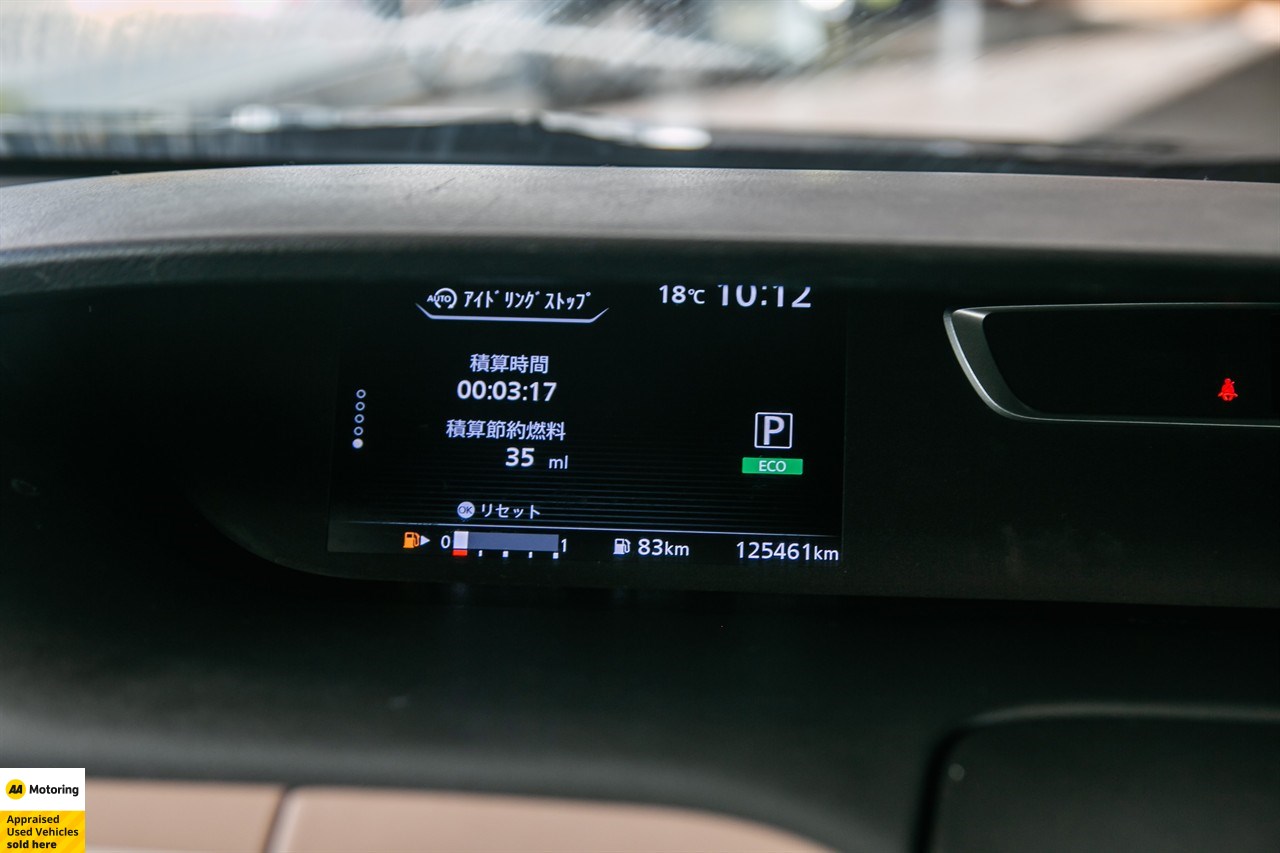 AUTO ｱｲﾄﾞﾘﾝｸﾞｽﾄｯﾌﾟ 18℃ 10:12
積算時間
00:03:17
積算節約燃料
35 ml
P
ECO
OK リセット
0 1 83km 125461km
AA Motoring
Appraised
Used Vehicles
sold here